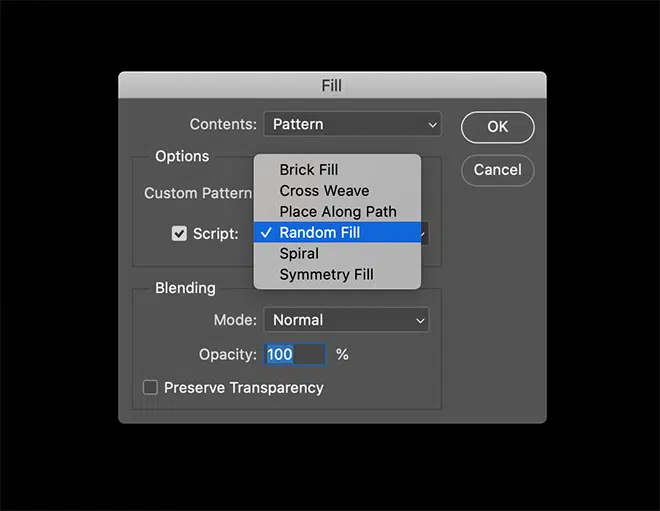 Fill
Contents: Pattern
OK
Options
Cancel
Brick Fill
Custom Pattern
Cross Weave
Place Along Path
Script: Random Fill
Spiral
Symmetry Fill
Blending
Mode: Normal
Opacity: 100 %
Preserve Transparency